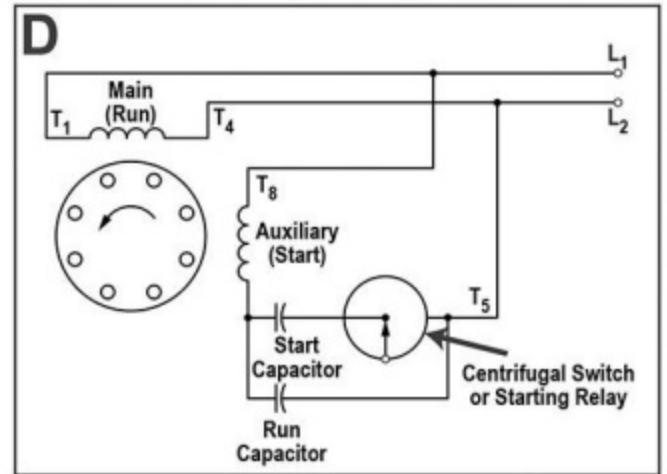 D
L1
Main
(Run)
T1
T4
L2
T8
Auxiliary
(Start)
T5
Start
Capacitor
Centrifugal Switch
or Starting Relay
Run
Capacitor